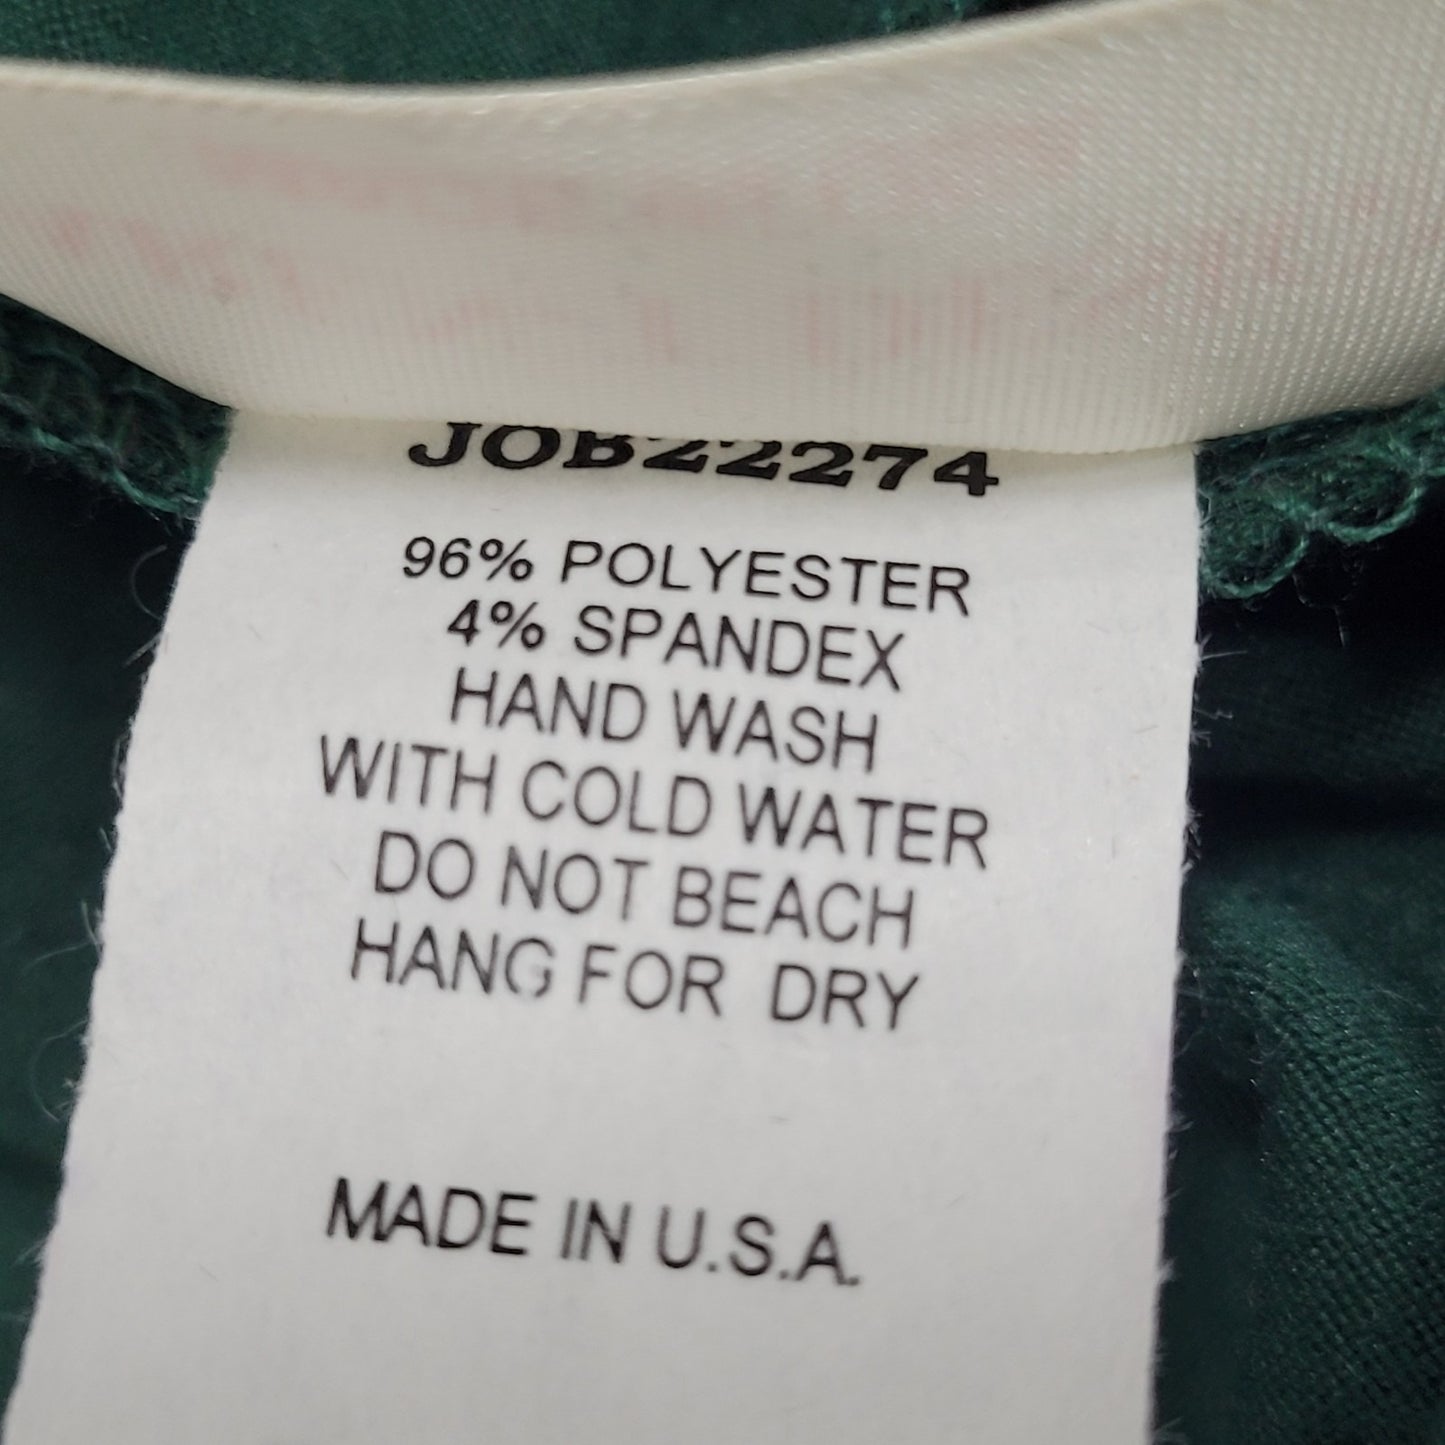 JOB22274
96% POLYESTER
4% SPANDEX
HAND WASH
WITH COLD WATER
DO NOT BEACH
HANG FOR DRY
MADE IN U.S.A.